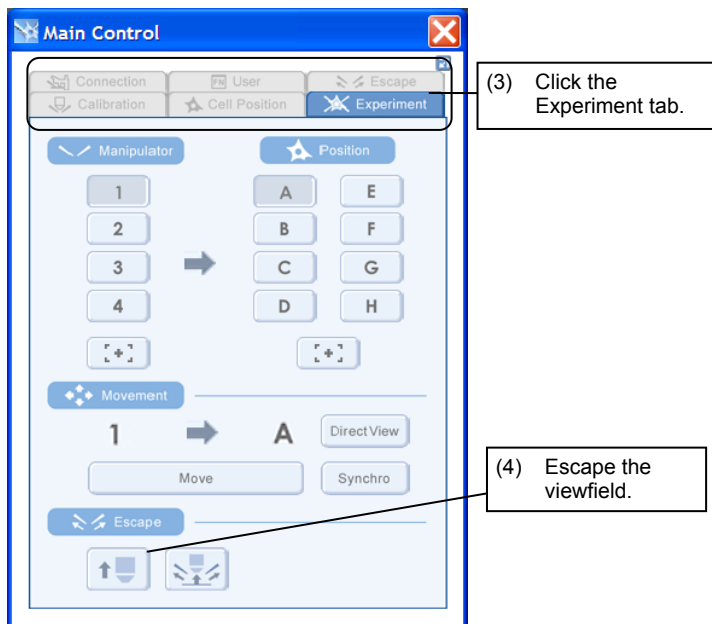 Main Control
Connection
FN User
Escape
Calibration
Cell Position
Experiment
(3) Click the
Experiment tab.
Manipulator
Position
1
A
E
2
B
F
3
C
G
4
D
H
[+]
[+]
Movement
1
A
Direct View
Move
Synchro
(4) Escape the
viewfield.
Escape